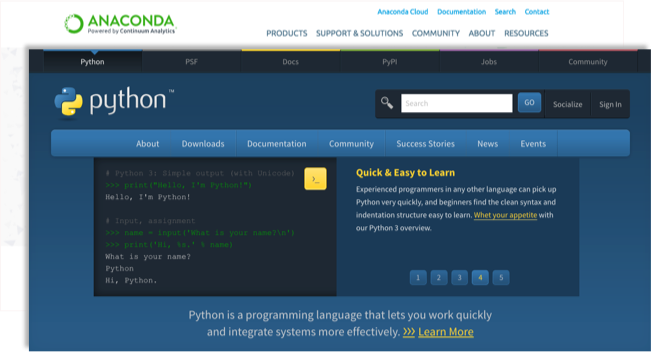 Anaconda Cloud Documentation Search Contact
ANACONDA
Powered by Continuum Analytics
PRODUCTS SUPPORT & SOLUTIONS COMMUNITY ABOUT RESOURCES
Python PSF Docs PyPI Jobs Community
python™
Search GO Socialize Sign In
About Downloads Documentation Community Success Stories News Events
# Python 3: Simple output (with Unicode)
>>> print("Hello, I'm Python!")
Hello, I'm Python!
# Input, assignment
>>> name = input('What is your name?\n')
>>> print('Hi, %s.' % name)
What is your name?
Python
Hi, Python.
>_
Quick & Easy to Learn
Experienced programmers in any other language can pick up
Python very quickly, and beginners find the clean syntax and
indentation structure easy to learn. Whet your appetite with
our Python 3 overview.
1 2 3 4 5
Python is a programming language that lets you work quickly
and integrate systems more effectively. >>> Learn More